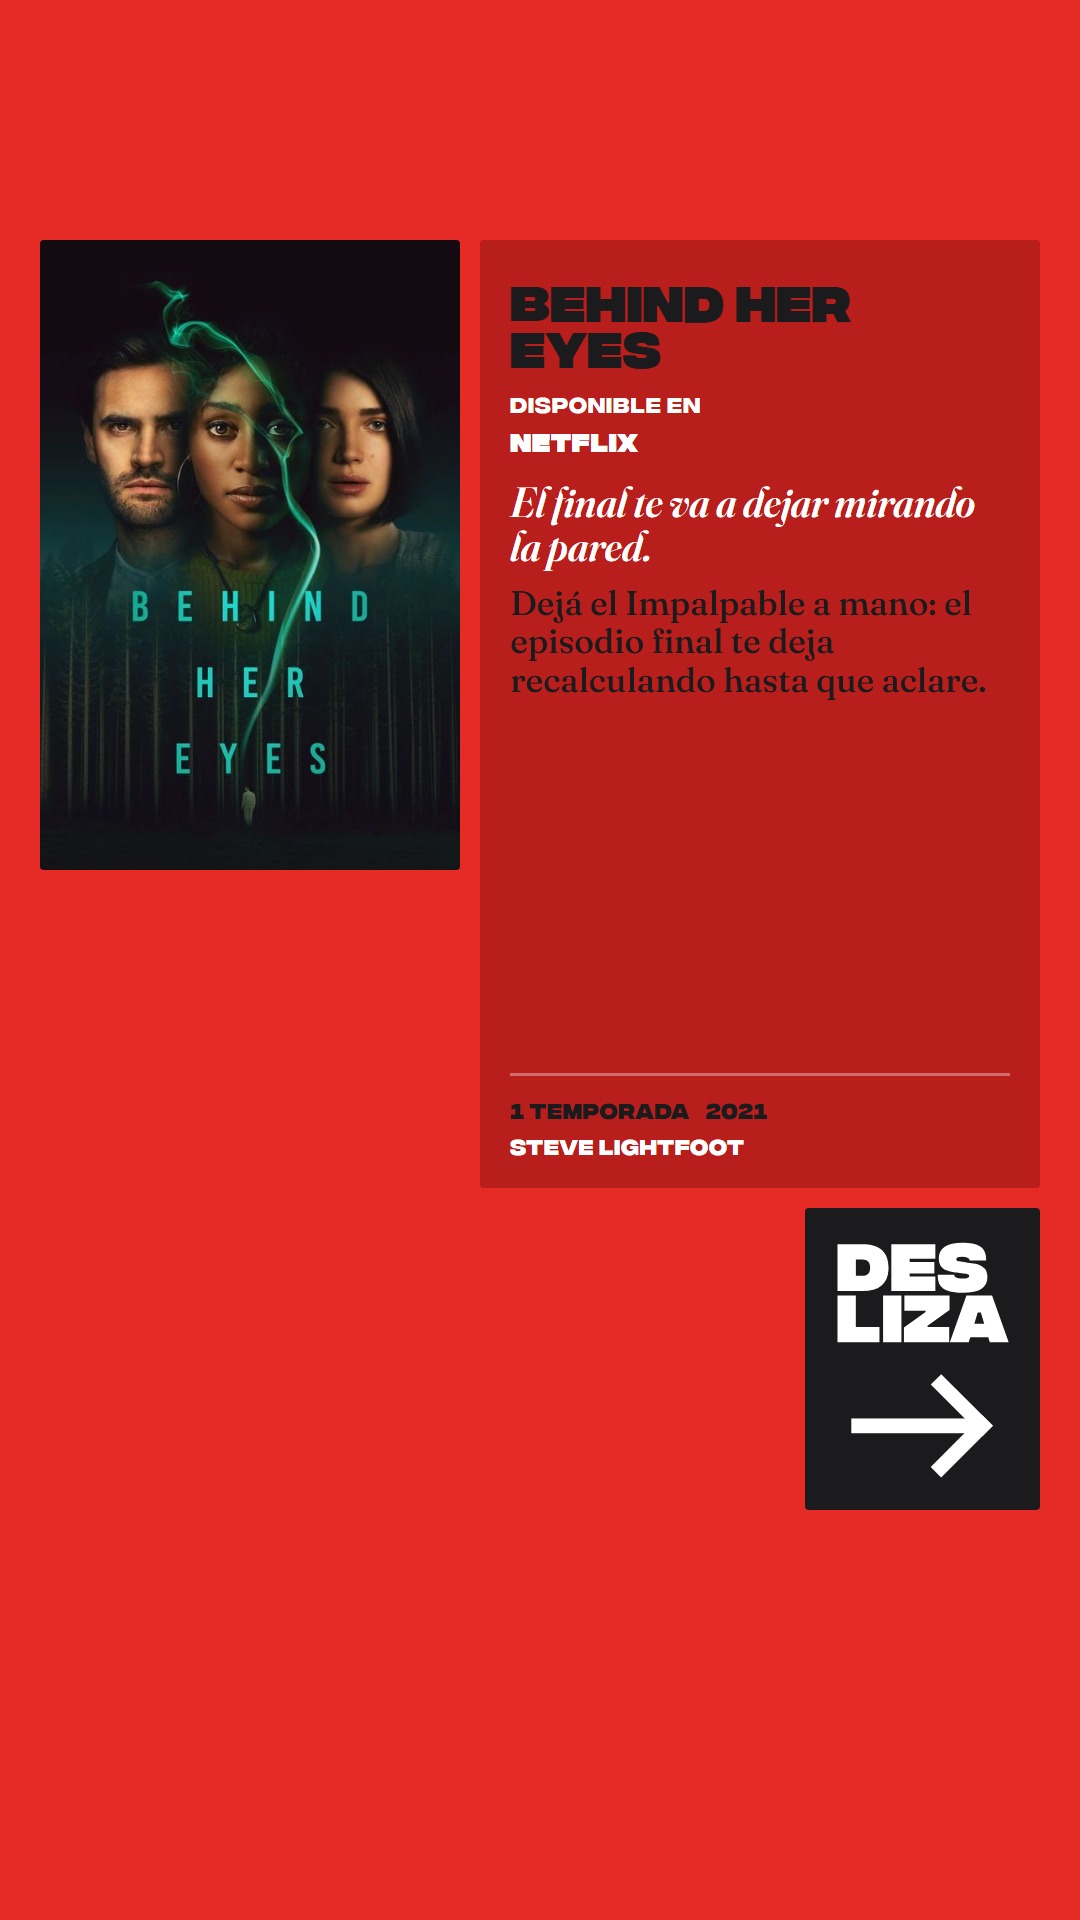 BEHIND
HER
EYES
BEHIND HER
EYES
DISPONIBLE EN
NETFLIX
El final te va a dejar mirando
la pared.
Dejá el Impalpable a mano: el
episodio final te deja
recalculando hasta que aclare.
1 TEMPORADA 2021
STEVE LIGHTFOOT
DES
LIZA